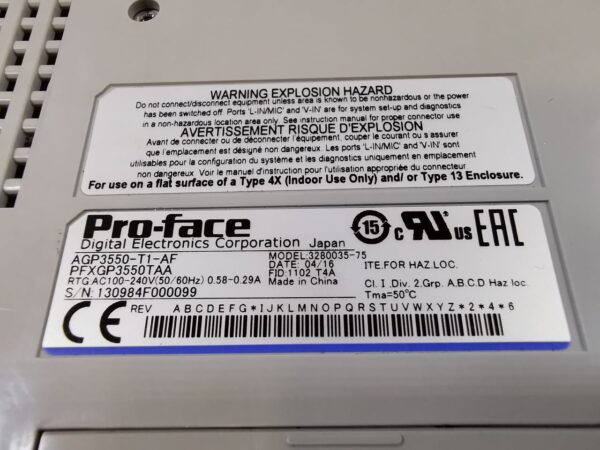 WARNING EXPLOSION HAZARD
Do not connect/disconnect equipment unless area is known to be nonhazardous or the power
has been switched off. Ports 'L-IN/MIC' and 'V-IN' are for system set-up and diagnostics
in a non-hazardous location area only. See instruction manual for proper connector use
AVERTISSEMENT RISQUE D'EXPLOSION
Avant de connecter ou de déconnecter l'équipement, couper le courant ou s'assurer
que l'emplacement est désigné non dangereux. Les ports 'L-IN/MIC' et 'V-IN' sont
utilisables pour la configuration du système et les diagnostics uniquement en emplacement
non dangereux. Voir le manuel d'instruction pour l'utilisation appropriée du connecteur
For use on a flat surface of a Type 4X (Indoor Use Only) and/ or Type 13 Enclosure.
Pro-face
Digital Electronics Corporation Japan
AGP3550-T1-AF
MODEL:3280035-75
PFXGP3550TAA
DATE: 04/16
RTG:AC100-240V(50/60Hz) 0.58-0.29A
FID:1102 T4A
S/N:130984F000099
Made in China
15 c RU us EAC
ITE.FOR HAZ.LOC.
Cl. I ,Div. 2,Grp. A,B,C,D Haz loc.
Tma=50°C
CE
REV ABCDEFG*IJKLMNOPQRSTUVWXYZ*2*4*6